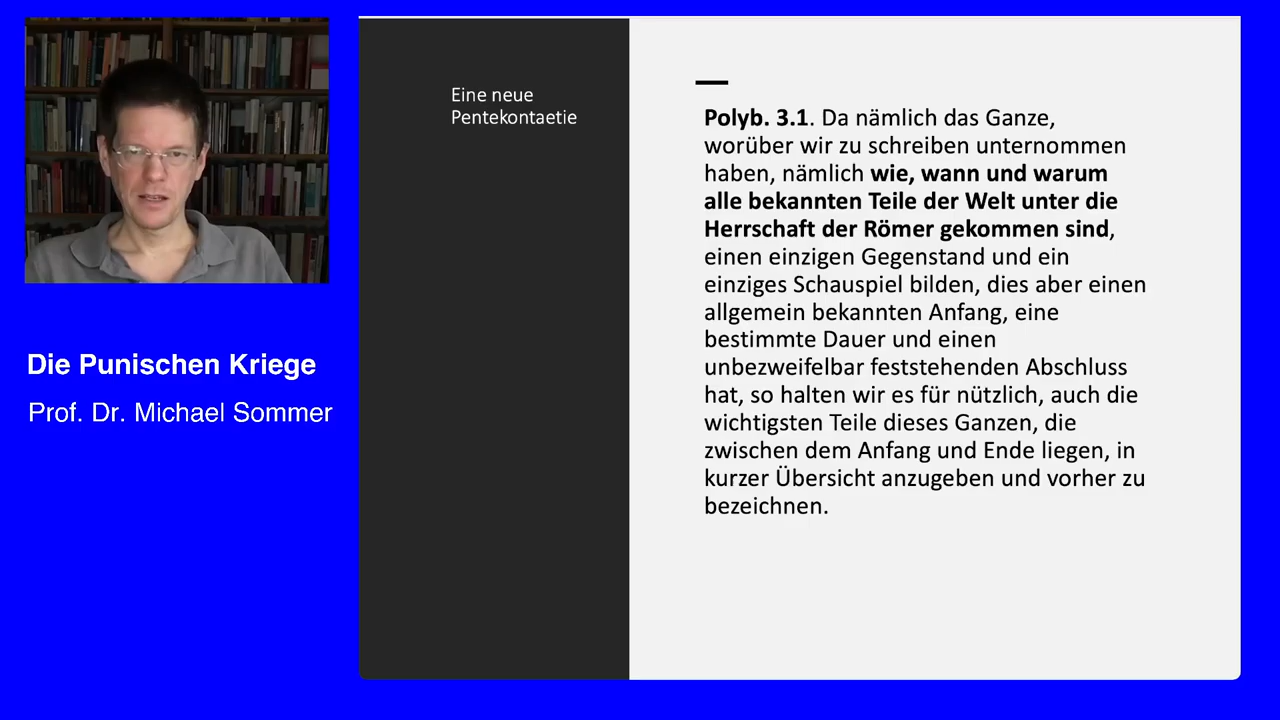 Die Punischen Kriege
Prof. Dr. Michael Sommer
Eine neue
Pentekontaetie
Polyb. 3.1. Da nämlich das Ganze,
worüber wir zu schreiben unternommen
haben, nämlich wie, wann und warum
alle bekannten Teile der Welt unter die
Herrschaft der Römer gekommen sind,
einen einzigen Gegenstand und ein
einziges Schauspiel bilden, dies aber einen
allgemein bekannten Anfang, eine
bestimmte Dauer und einen
unbezweifelbar feststehenden Abschluss
hat, so halten wir es für nützlich, auch die
wichtigsten Teile dieses Ganzen, die
zwischen dem Anfang und Ende liegen, in
kurzer Übersicht anzugeben und vorher zu
bezeichnen.